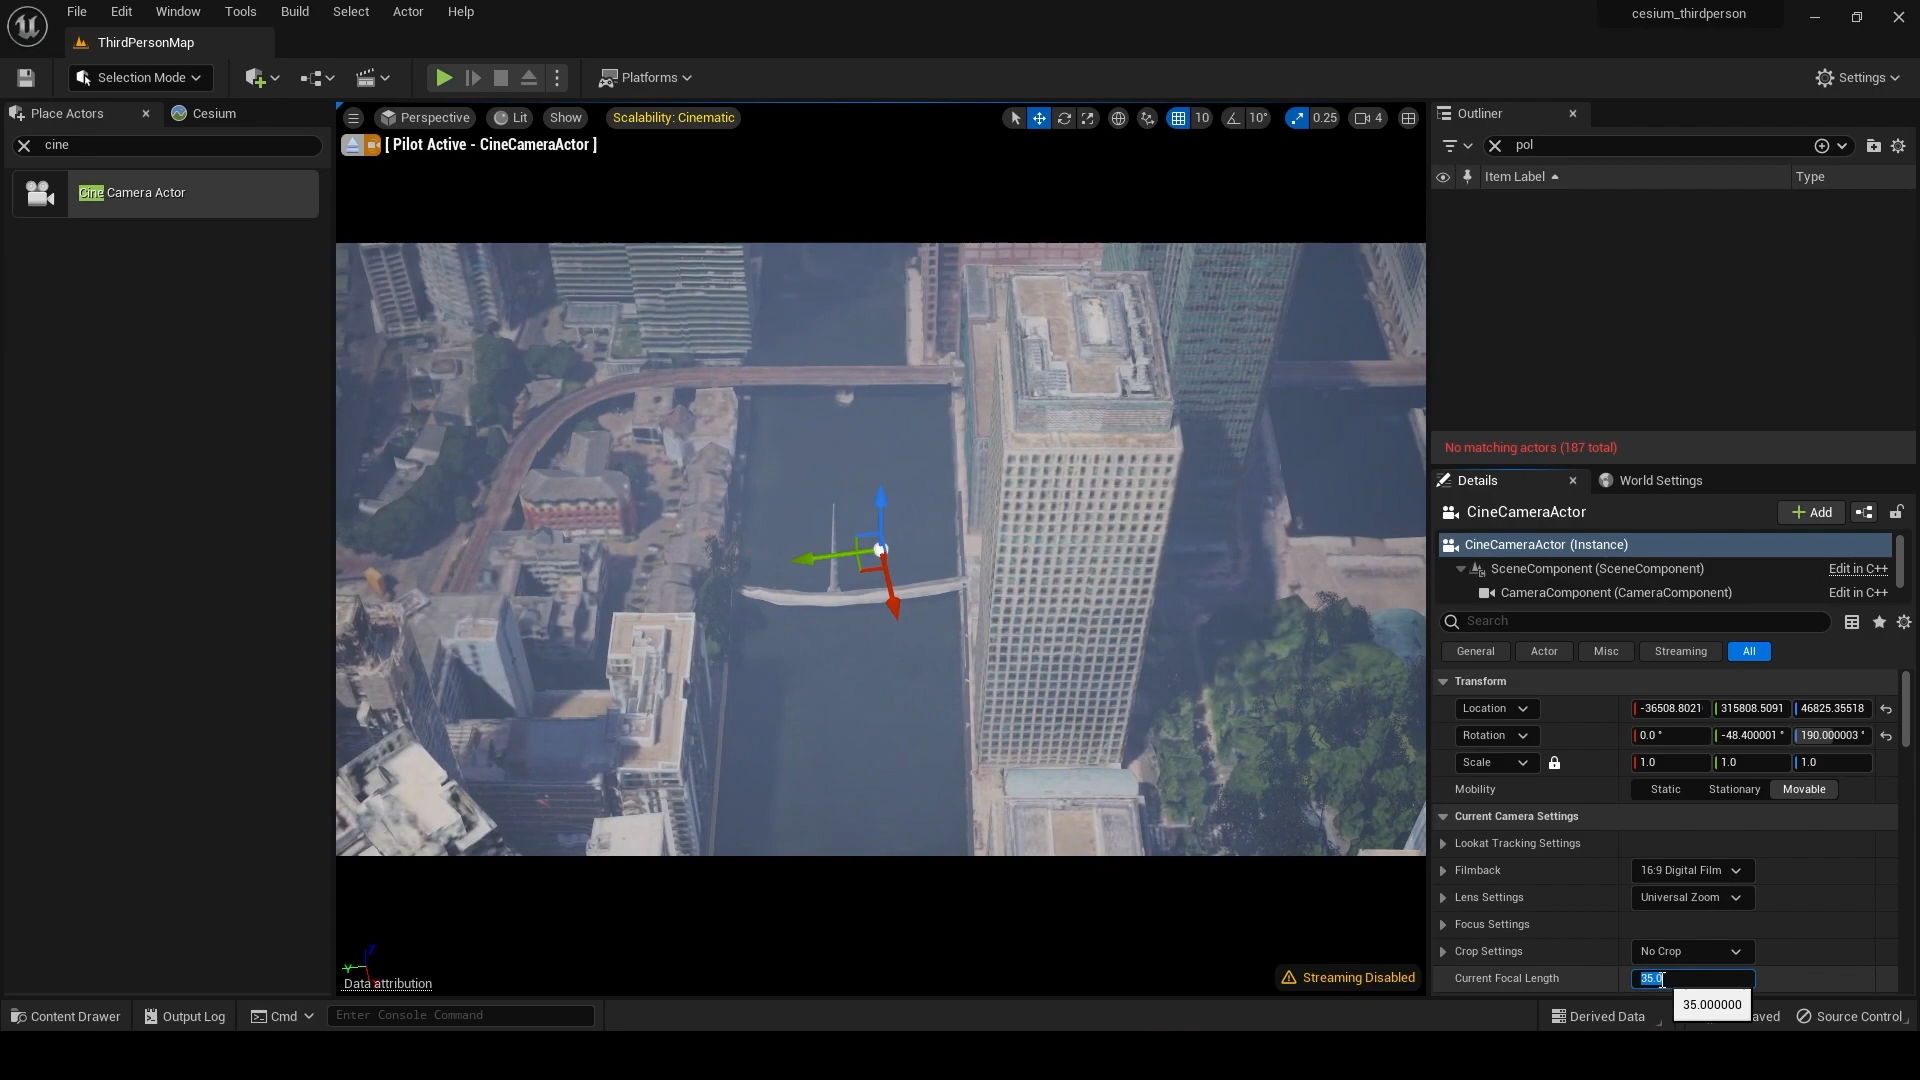 File Edit Window Tools Build Select Actor Help
cesium_thirdperson
ThirdPersonMap
Selection Mode
Platforms
Settings
Place Actors
Cesium
cine
Cine Camera Actor
Perspective
Lit
Show
Scalability: Cinematic
10
10°
0.25
4
[ Pilot Active - CineCameraActor ]
Data attribution
Streaming Disabled
Outliner
pol
Item Label
Type
No matching actors (187 total)
Details
World Settings
CineCameraActor
Add
CineCameraActor (Instance)
SceneComponent (SceneComponent)
Edit in C++
CameraComponent (CameraComponent)
Edit in C++
Search
General
Actor
Misc
Streaming
All
Transform
Location
-36508.8021
315808.5091
46825.35518
Rotation
0.0 °
-48.400001 °
190.000003 °
Scale
1.0
1.0
1.0
Mobility
Static
Stationary
Movable
Current Camera Settings
Lookat Tracking Settings
Filmback
16:9 Digital Film
Lens Settings
Universal Zoom
Focus Settings
Crop Settings
No Crop
Current Focal Length
35.0
35.000000
Content Drawer
Output Log
Cmd
Enter Console Command
Derived Data
aved
Source Control